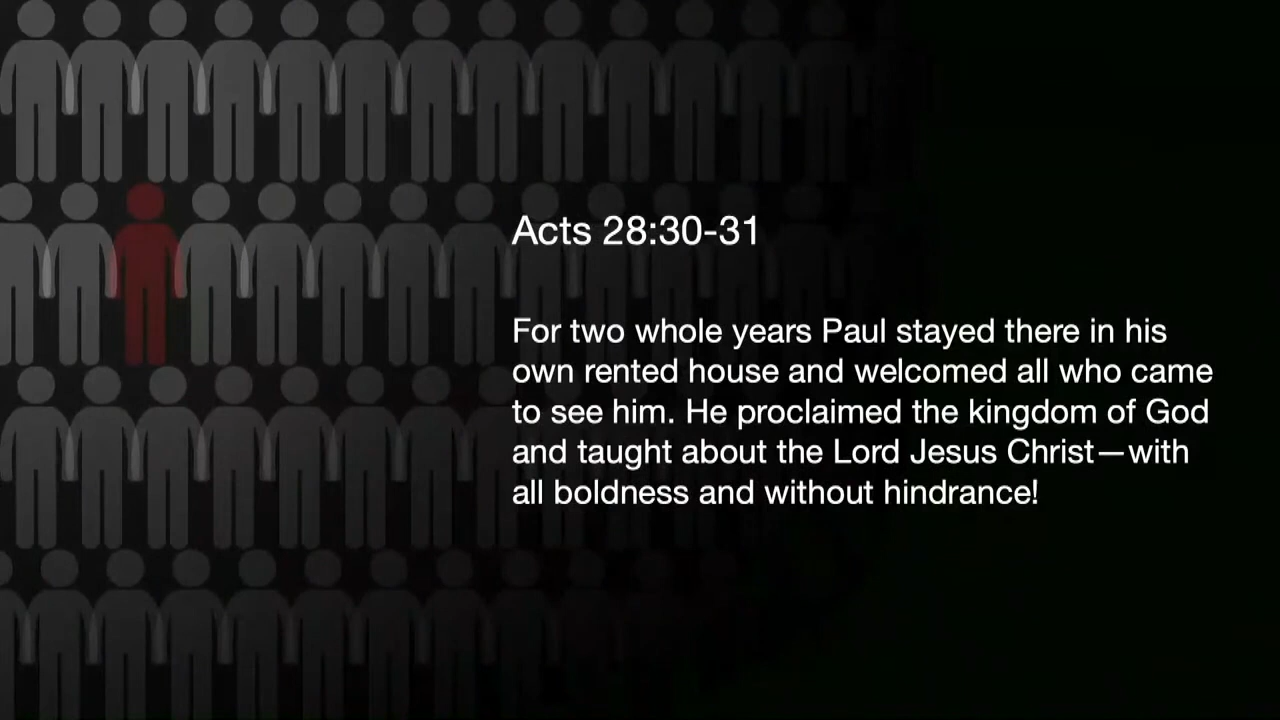 Acts 28:30-31
For two whole years Paul stayed there in his
own rented house and welcomed all who came
to see him. He proclaimed the kingdom of God
and taught about the Lord Jesus Christ—with
all boldness and without hindrance!